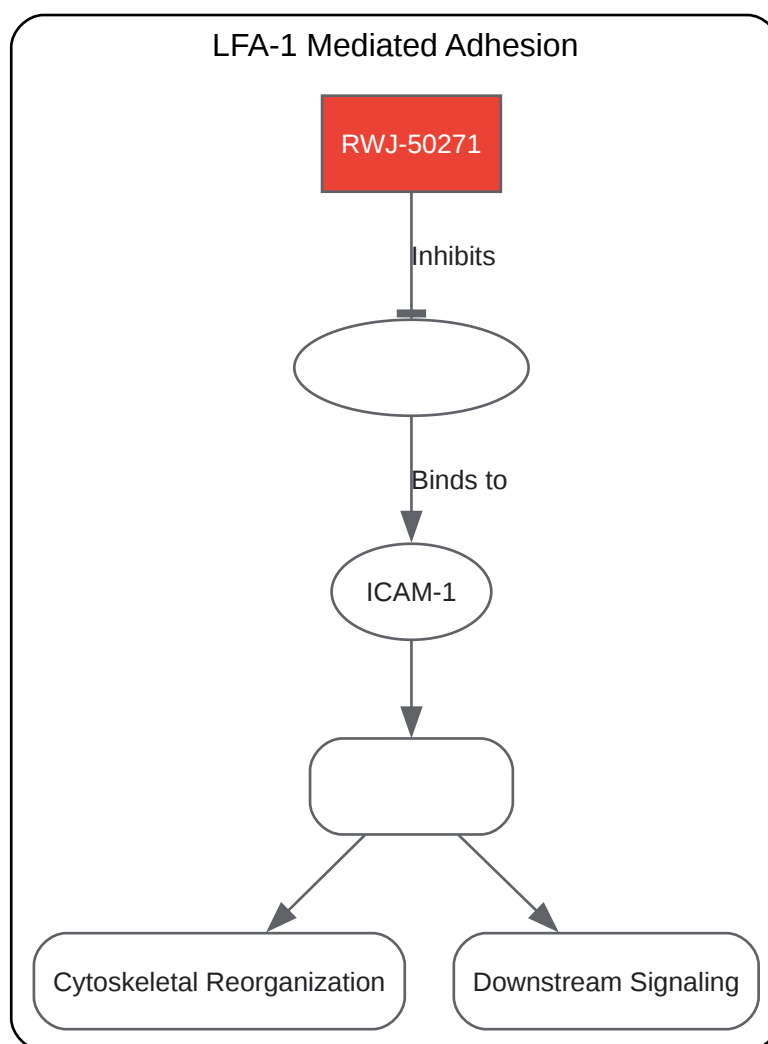 LFA-1 Mediated Adhesion
RWJ-50271
Inhibits
Binds to
ICAM-1
Cytoskeletal Reorganization
Downstream Signaling